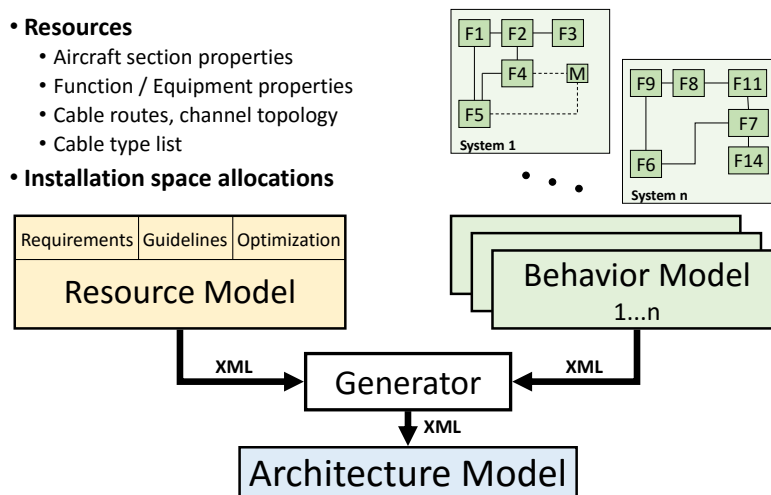 • Resources
• Aircraft section properties
• Function / Equipment properties
• Cable routes, channel topology
• Cable type list
• Installation space allocations
F1 F2 F3
F4 M
F5
System 1
F9 F8 F11
F7
F6 F14
System n
• • •
Requirements Guidelines Optimization
Resource Model
Behavior Model
1...n
XML XML
Generator
XML
Architecture Model